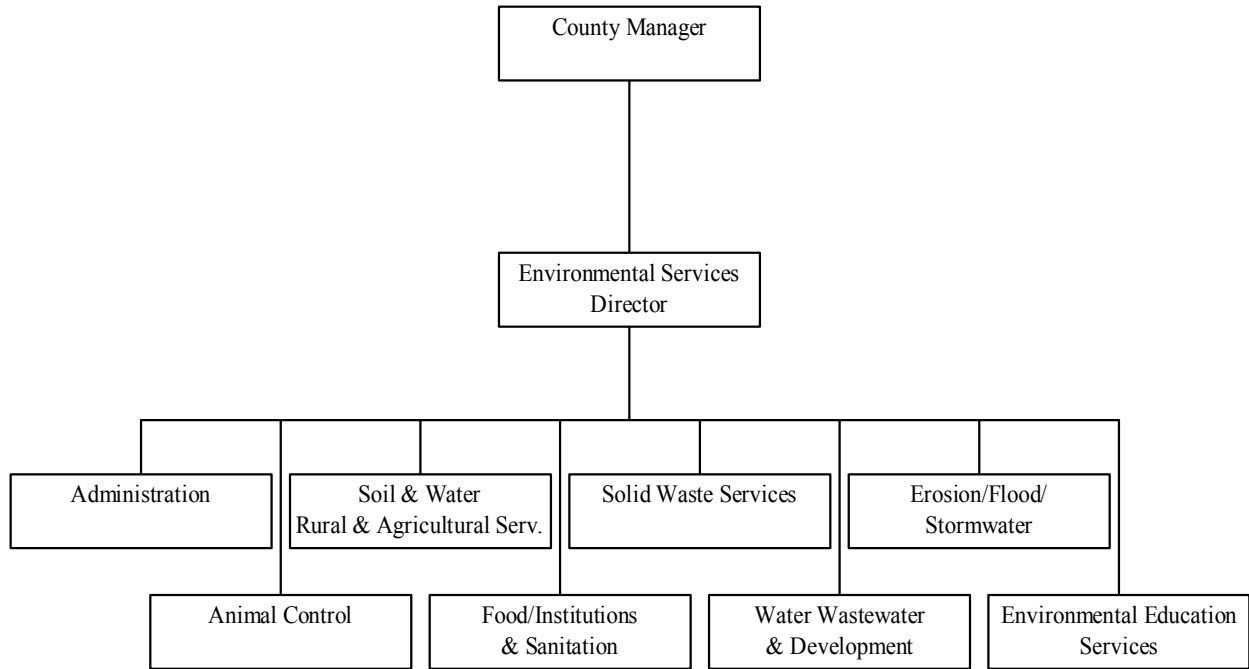 County Manager
Environmental Services
Director
Administration
Soil & Water
Rural & Agricultural Serv.
Solid Waste Services
Erosion/Flood/
Stormwater
Animal Control
Food/Institutions
& Sanitation
Water Wastewater
& Development
Environmental Education
Services